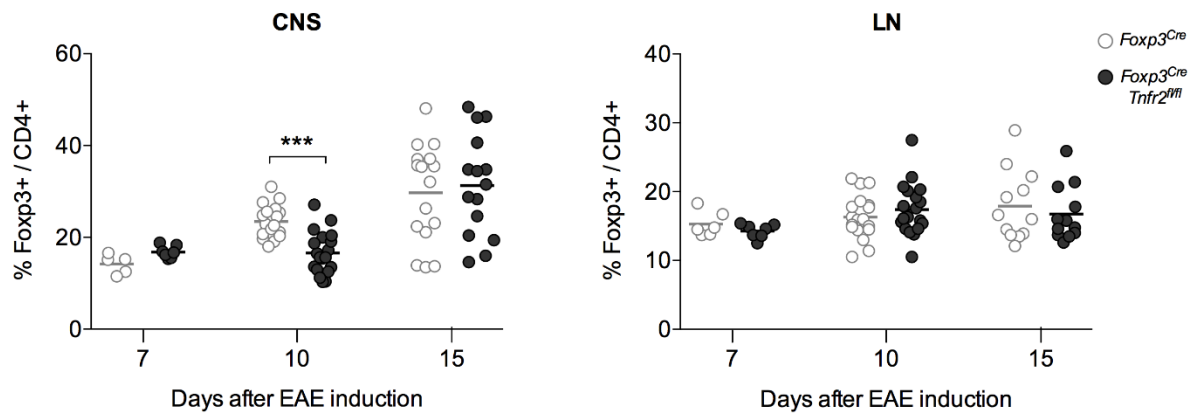 CNS
% Foxp3+ / CD4+
60
40
20
0
***
7
10
15
Days after EAE induction
LN
% Foxp3+ / CD4+
40
30
20
10
0
7
10
15
Days after EAE induction
Foxp3Cre
Foxp3Cre
Tnfr2fl/fl